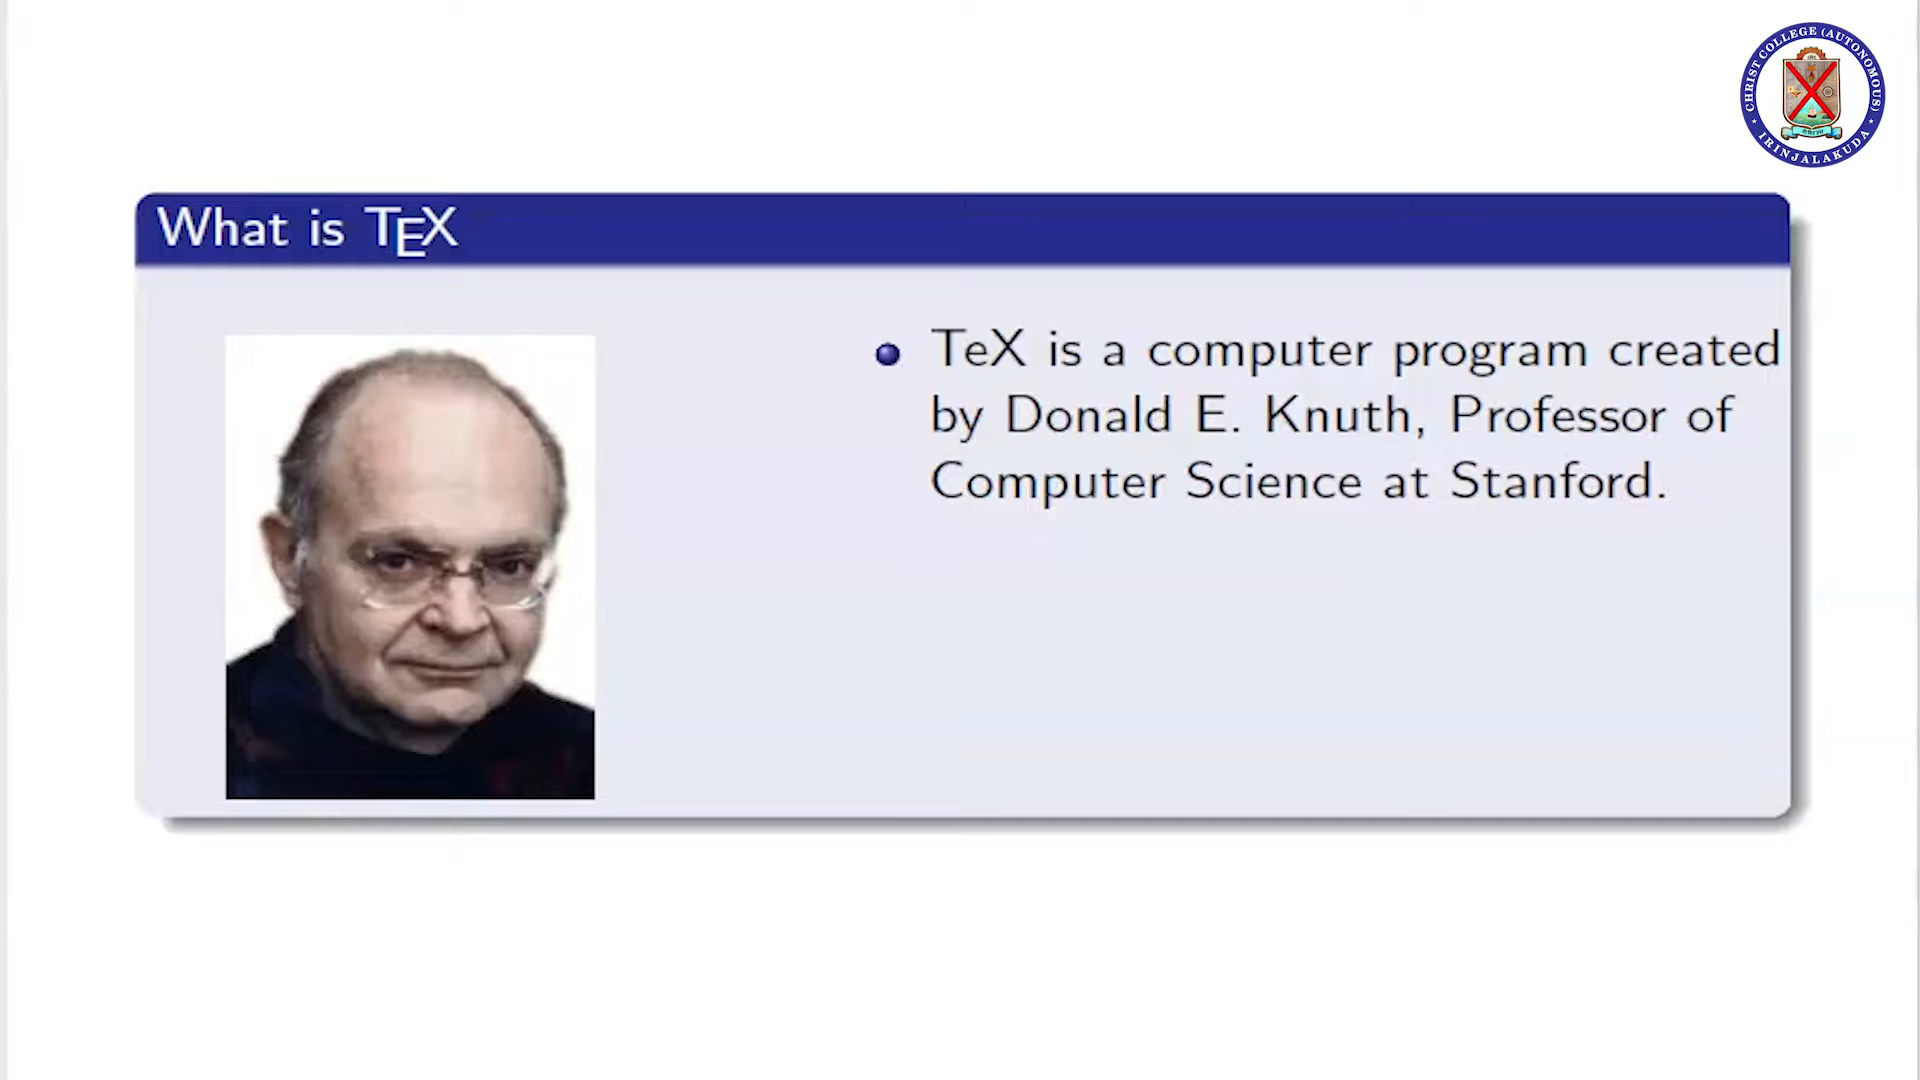 CHRIST COLLEGE (AUTONOMOUS)
IRINJALAKUDA
What is TEX
TeX is a computer program created
by Donald E. Knuth, Professor of
Computer Science at Stanford.